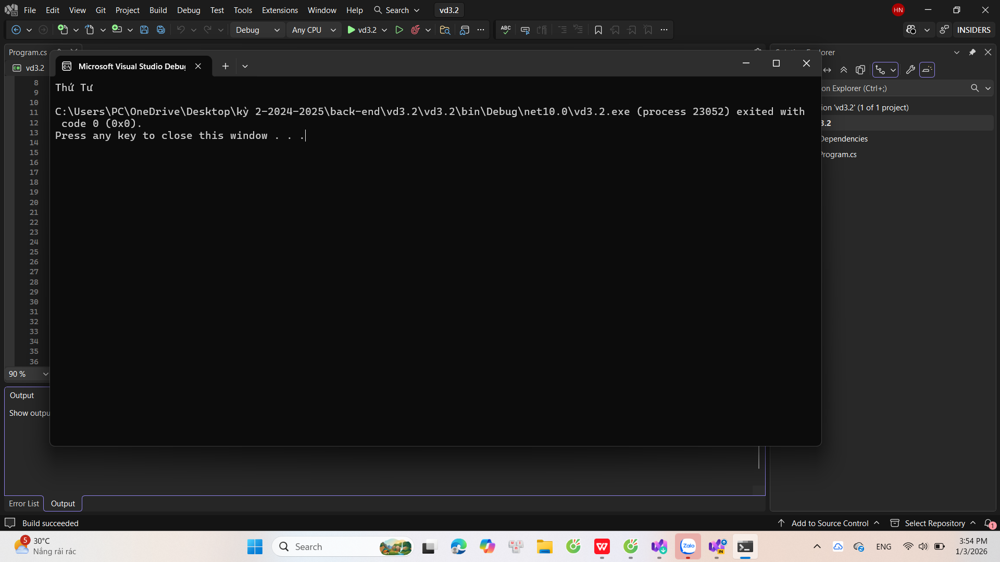 File Edit View Git Project Build Debug Test Tools Extensions Window Help Search vd3.2 HN
Debug Any CPU vd3.2 INSIDERS
Program.cs
vd3.2
Microsoft Visual Studio Debu
Thứ Tư
C:\Users\PC\OneDrive\Desktop\kỳ 2-2024-2025\back-end\vd3.2\vd3.2\bin\Debug\net10.0\vd3.2.exe (process 23052) exited with
code 0 (0x0).
Press any key to close this window . . .
8
9
10
11
12
13
14
15
16
17
18
19
20
21
22
23
24
25
26
27
28
29
30
31
32
33
34
35
36
90 %
orer
on Explorer (Ctrl+;)
ion 'vd3.2' (1 of 1 project)
3.2
Dependencies
Program.cs
Output
Show outpu
Error List Output
Build succeeded
Add to Source Control Select Repository 1
5
30°C
Nắng rải rác
Search
Zalo
IN
ENG
3:54 PM
1/3/2026